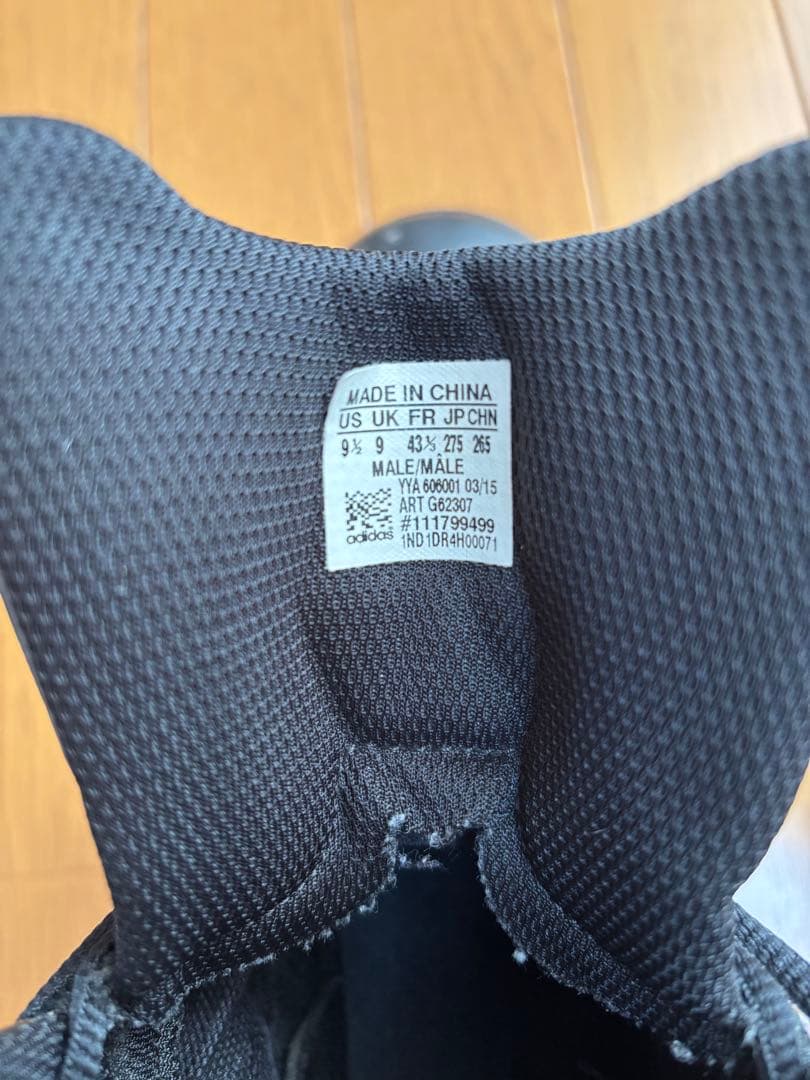 MADE IN CHINA
US UK FR JP CHN
9½ 9 43⅓ 275 265
MALE/MÂLE
YYA 606001 03/15
ART G62307
#111799499
adidas 1ND1DR4H00071